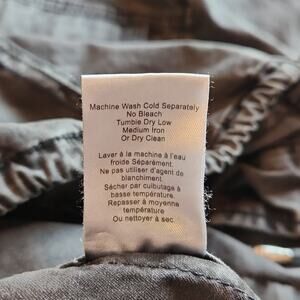 Machine Wash Cold Separately
No Bleach
Tumble Dry Low
Medium Iron
Or Dry Clean
Laver à la machine à l'eau
froide Séparément.
Ne pas utiliser d'agent de
blanchiment.
Sécher par culbutage à
basse température.
Repasser à moyenne
température
Ou nettoyer à sec.